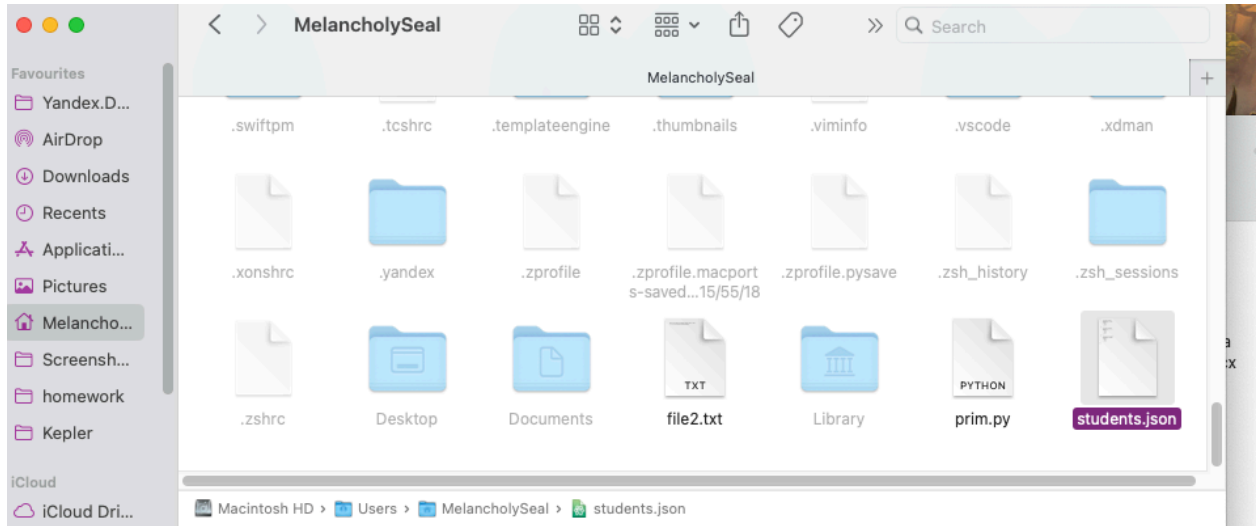 MelancholySeal
Search
MelancholySeal
Favourites
Yandex.D...
AirDrop
Downloads
Recents
Applicati...
Pictures
Melancho...
Screensh...
homework
Kepler
iCloud
iCloud Dri...
.swiftpm .tcshrc .templateengine .thumbnails .viminfo .vscode .xdman
.xonshrc .yandex .zprofile .zprofile.macport .zprofile.pysave .zsh_history .zsh_sessions
s-saved...15/55/18
TXT PYTHON
.zshrc Desktop Documents file2.txt Library prim.py students.json
Macintosh HD › Users › MelancholySeal › students.json
a
cx